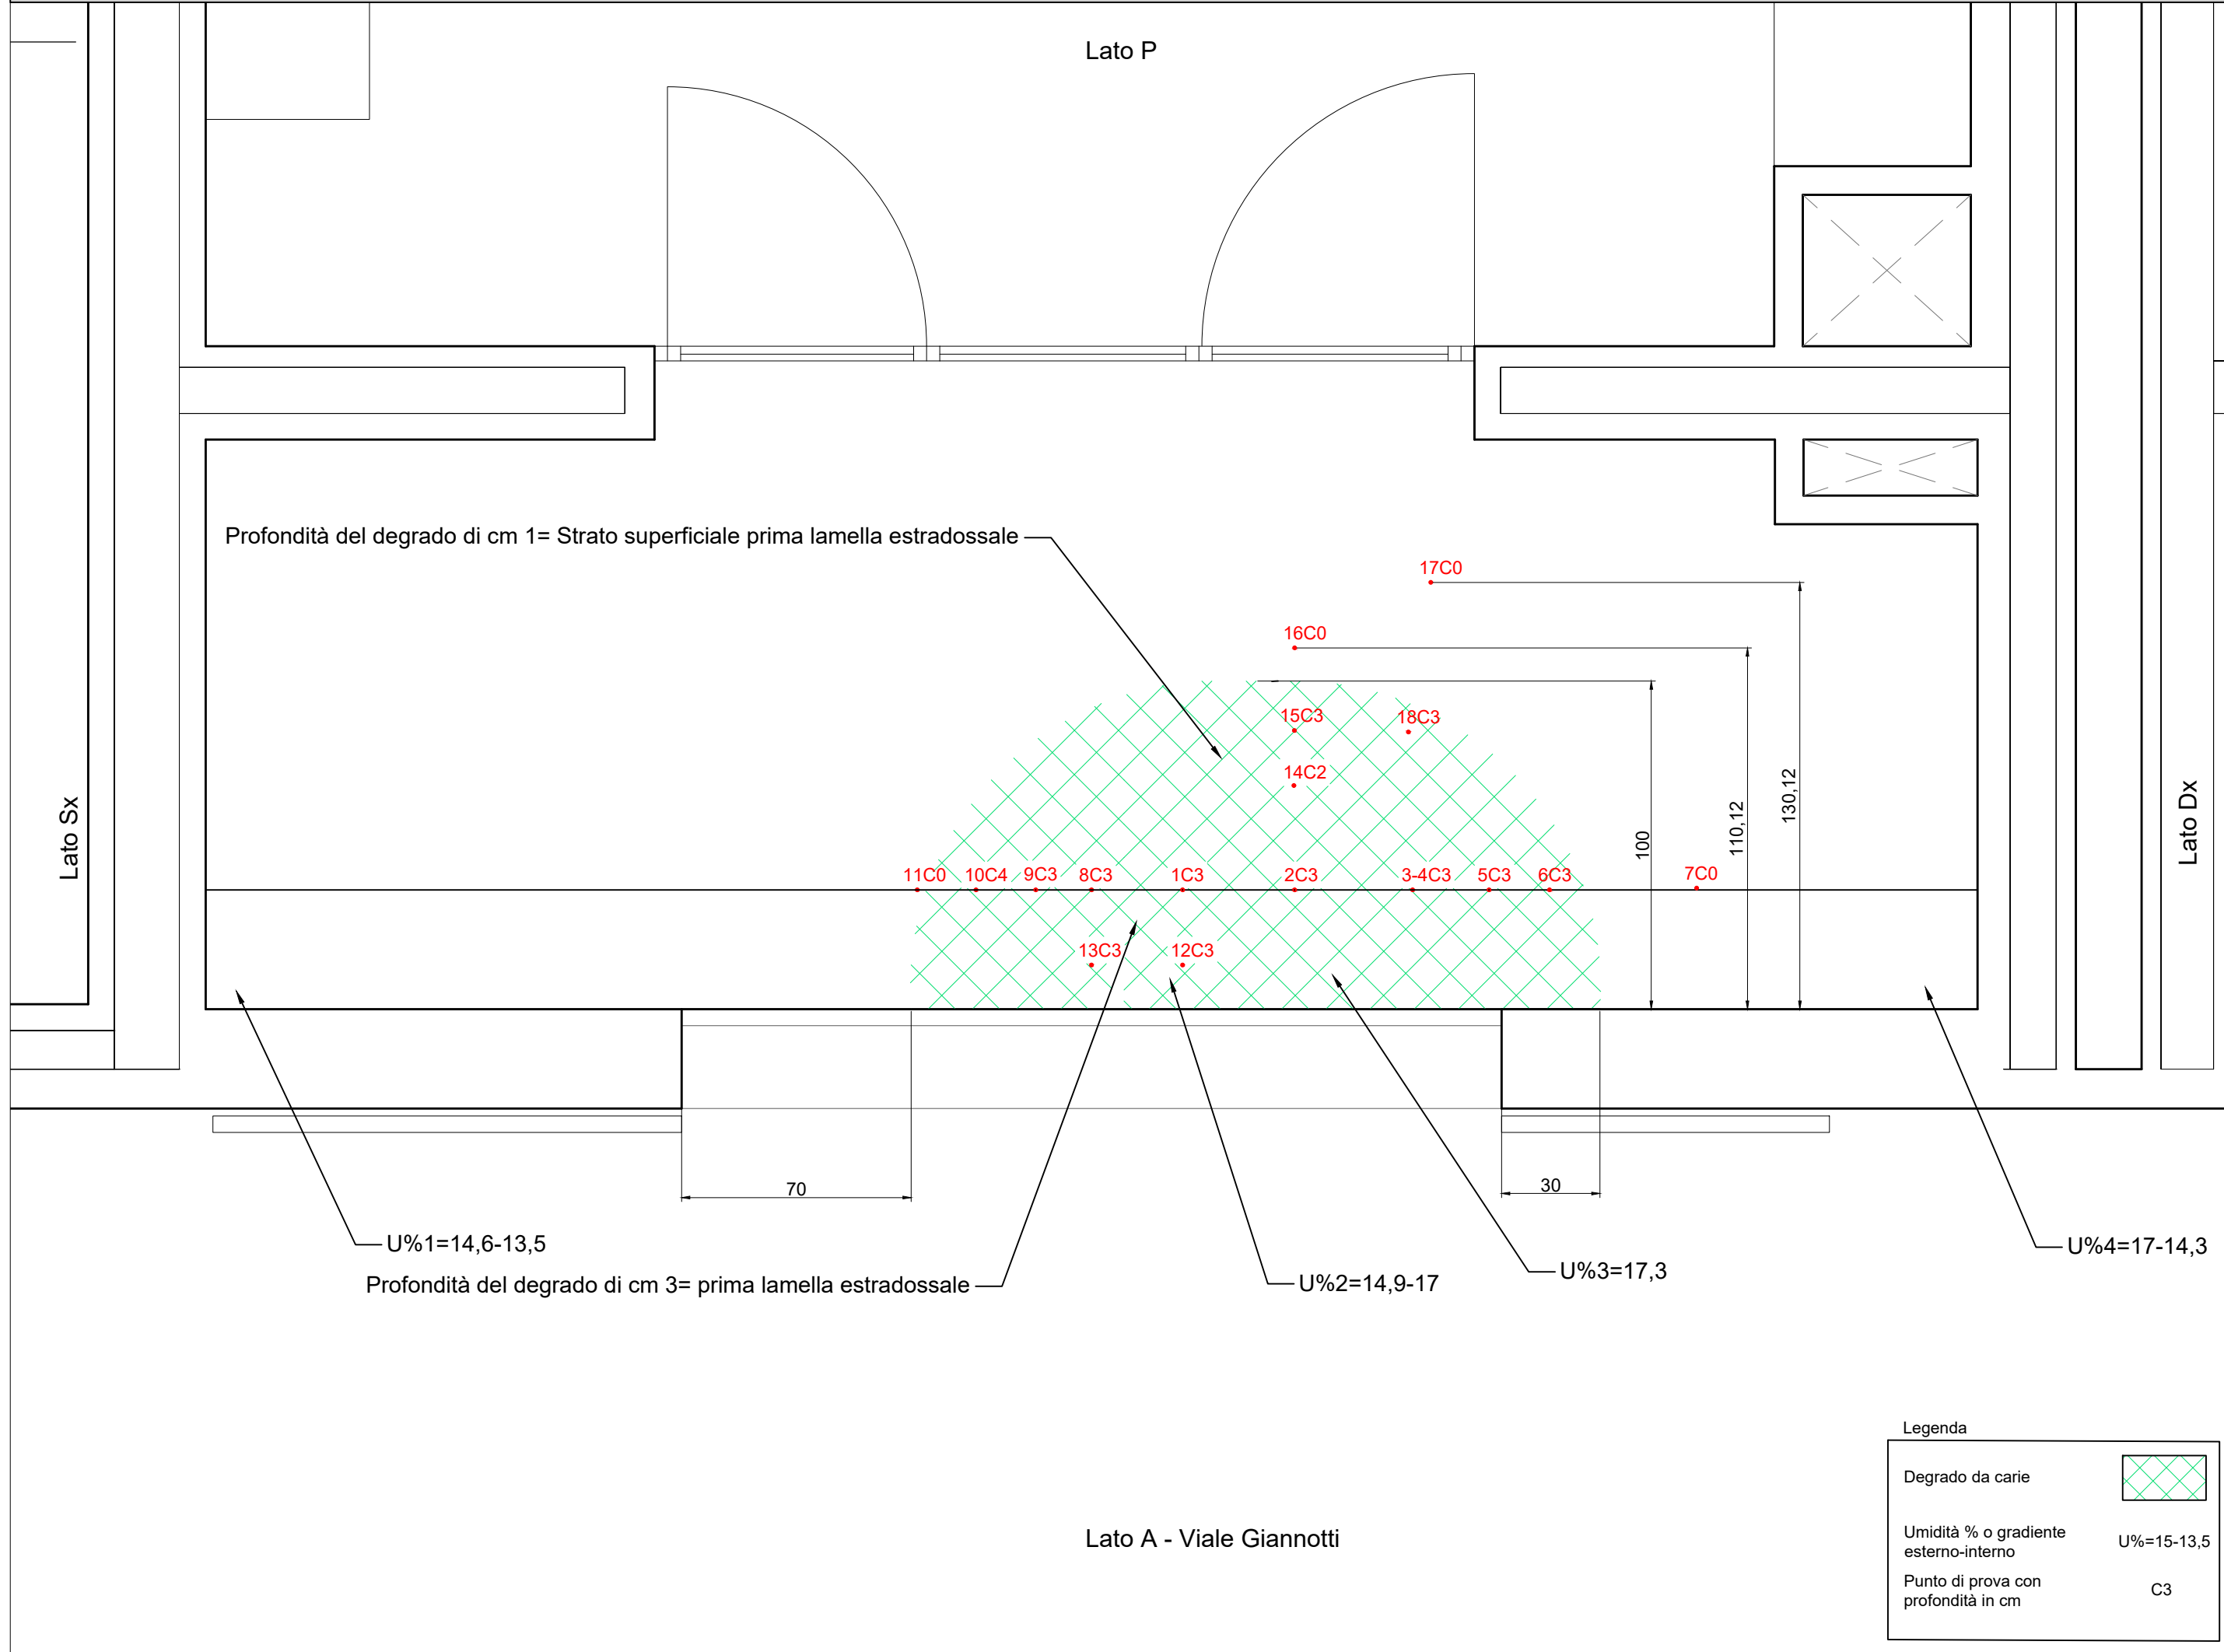 Lato P
Profondità del degrado di cm 1= Strato superficiale prima lamella estradossale
17C0
16C0
15C3
18C3
14C2
130,12
110,12
100
Lato Sx
Lato Dx
11C0
10C4
9C3
8C3
1C3
2C3
3-4C3
5C3
6C3
7C0
13C3
12C3
70
30
U%1=14,6-13,5
Profondità del degrado di cm 3= prima lamella estradossale
U%2=14,9-17
U%3=17,3
U%4=17-14,3
Lato A - Viale Giannotti
Legenda
Degrado da carie
Umidità % o gradiente
esterno-interno
U%=15-13,5
Punto di prova con
profondità in cm
C3